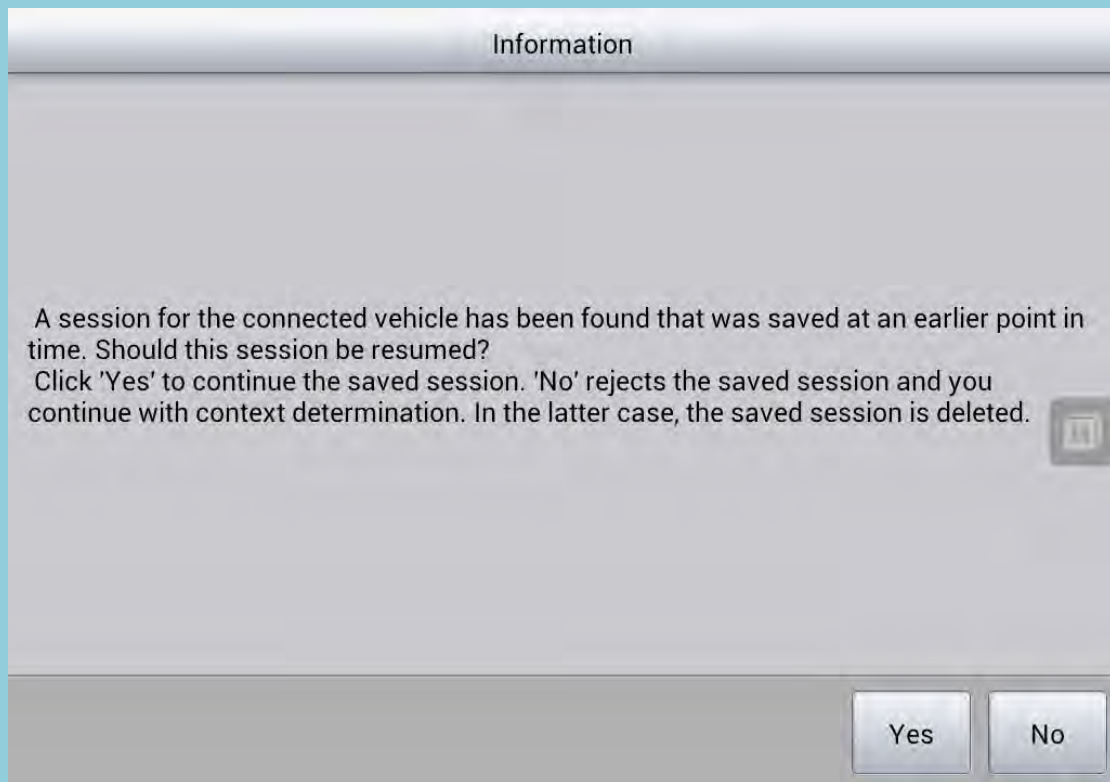 Information
A session for the connected vehicle has been found that was saved at an earlier point in
time. Should this session be resumed?
Click 'Yes' to continue the saved session. 'No' rejects the saved session and you
continue with context determination. In the latter case, the saved session is deleted.
Yes
No